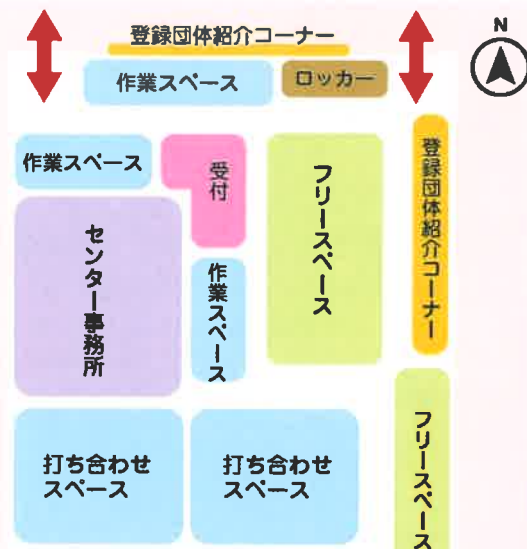 登録団体紹介コーナー
N
作業スペース
ロッカー
作業スペース
受付
フリースペース
登録団体紹介コーナー
センター事務所
作業スペース
打ち合わせ
スペース
打ち合わせ
スペース
フリースペース